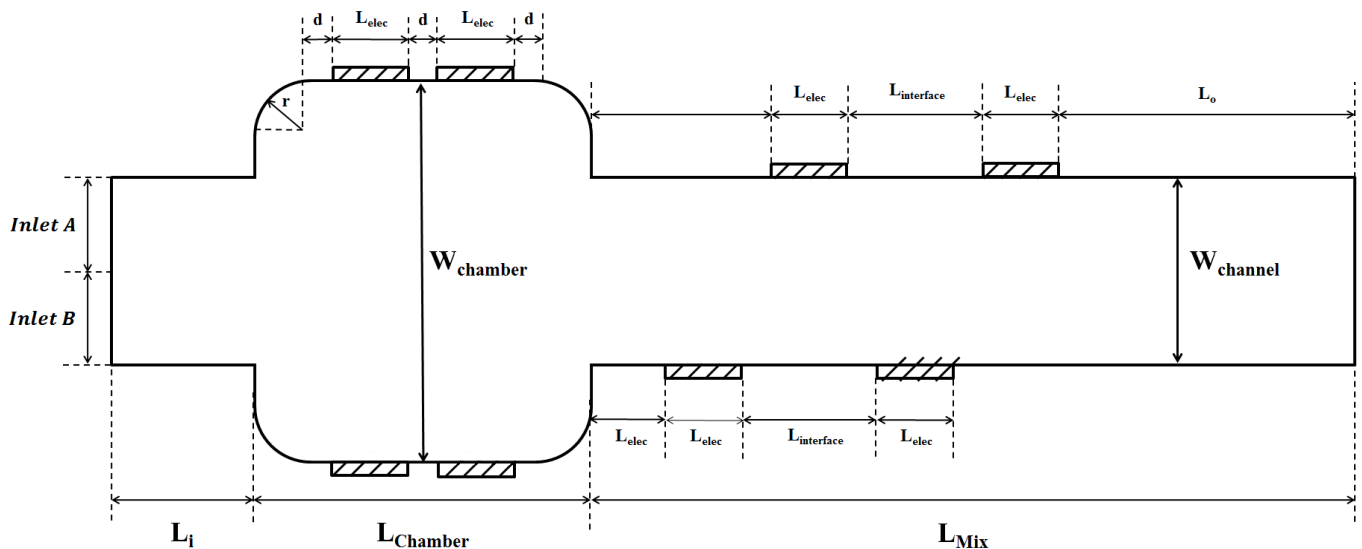 d L_elec d L_elec d
r
L_elec L_interface L_elec L_o
Inlet A
W_chamber
W_channel
Inlet B
L_elec L_elec L_interface L_elec
L_i L_Chamber L_Mix